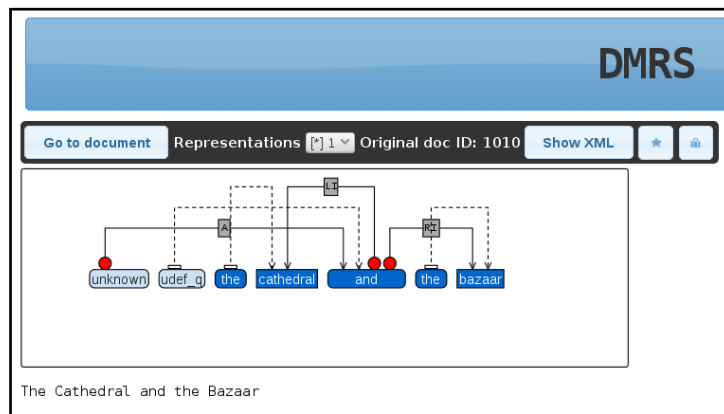 DMRS
Go to document Representations [*] 1 Original doc ID: 1010 Show XML
LI
A RI
unknown udef_q the cathedral and the bazaar
The Cathedral and the Bazaar